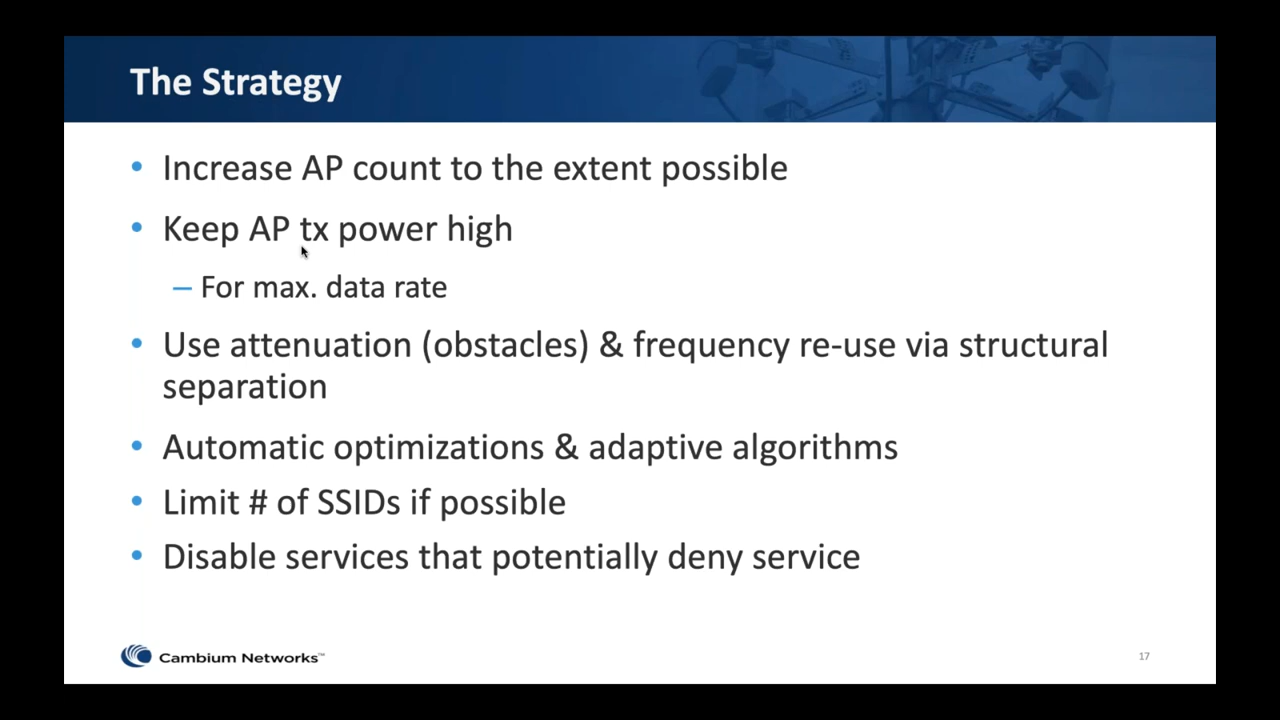 The Strategy
• Increase AP count to the extent possible
• Keep AP tx power high
– For max. data rate
• Use attenuation (obstacles) & frequency re-use via structural
separation
• Automatic optimizations & adaptive algorithms
• Limit # of SSIDs if possible
• Disable services that potentially deny service
Cambium Networks™
17